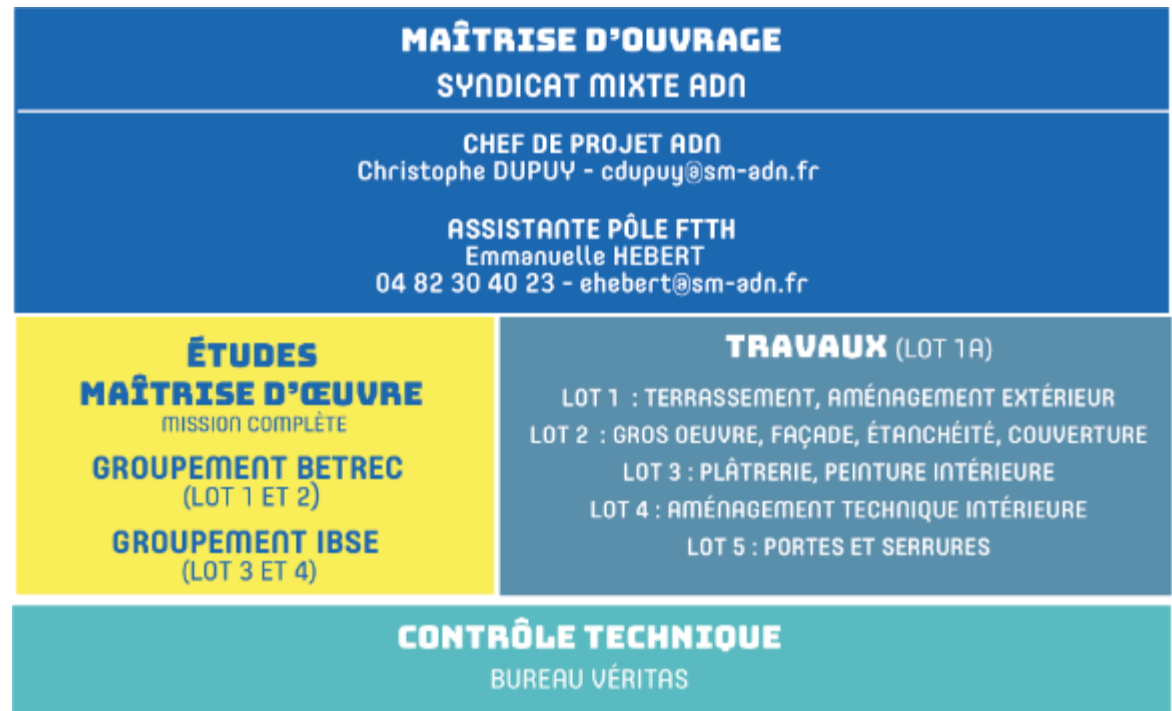 MAÎTRISE D'OUVRAGE
SYNDICAT MIXTE ADN
CHEF DE PROJET ADN
Christophe DUPUY - cdupuy@sm-adn.fr
ASSISTANTE PÔLE FTTH
Emmanuelle HEBERT
04 82 30 40 23 - ehebert@sm-adn.fr
ÉTUDES
MAÎTRISE D'ŒUVRE
MISSION COMPLÈTE
GROUPEMENT BETREC
(LOT 1 ET 2)
GROUPEMENT IBSE
(LOT 3 ET 4)
TRAVAUX (LOT 1A)
LOT 1 : TERRASSEMENT, AMÉNAGEMENT EXTÉRIEUR
LOT 2 : GROS OEUVRE, FAÇADE, ÉTANCHÉITÉ, COUVERTURE
LOT 3 : PLÂTRERIE, PEINTURE INTÉRIEURE
LOT 4 : AMÉNAGEMENT TECHNIQUE INTÉRIEURE
LOT 5 : PORTES ET SERRURES
CONTRÔLE TECHNIQUE
BUREAU VÉRITAS